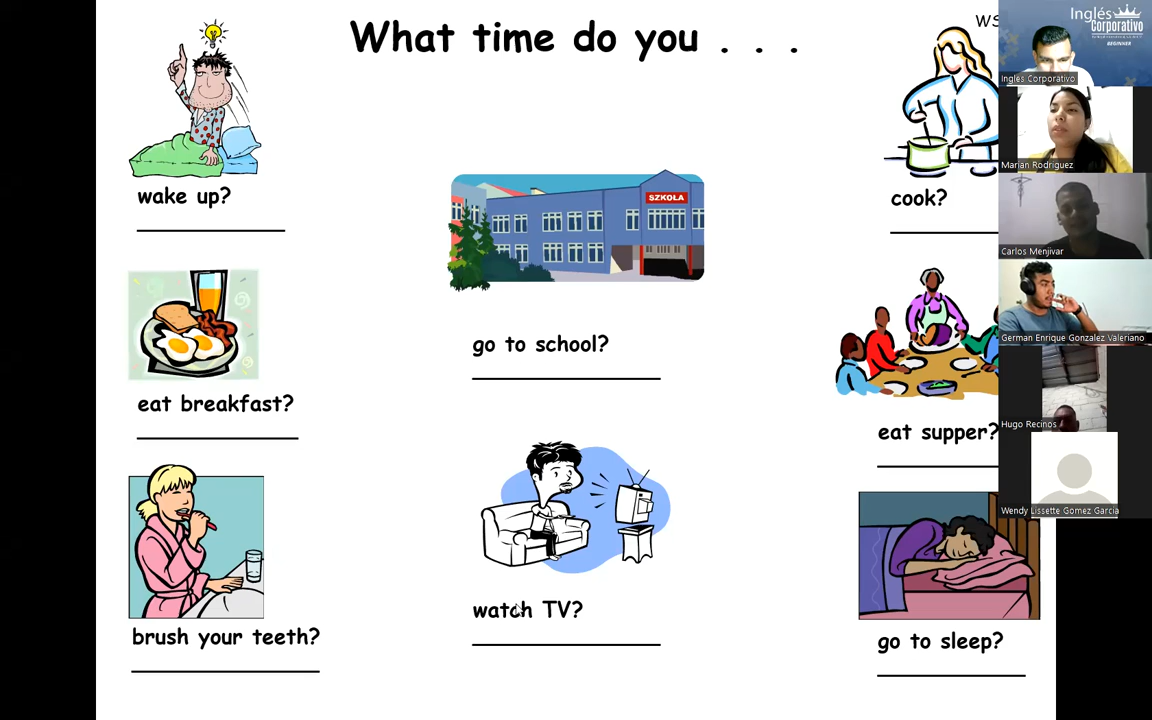 What time do you . . .
wake up?
eat breakfast?
brush your teeth?
SZKOŁA
go to school?
watch TV?
WS
cook?
eat supper?
go to sleep?
Inglés
Corporativo
BEGINNER
Inglés Corporativo
Marian Rodriguez
Carlos Menjivar
German Enrique Gonzalez Valeriano
Hugo Recinos
Wendy Lissette Gomez Garcia